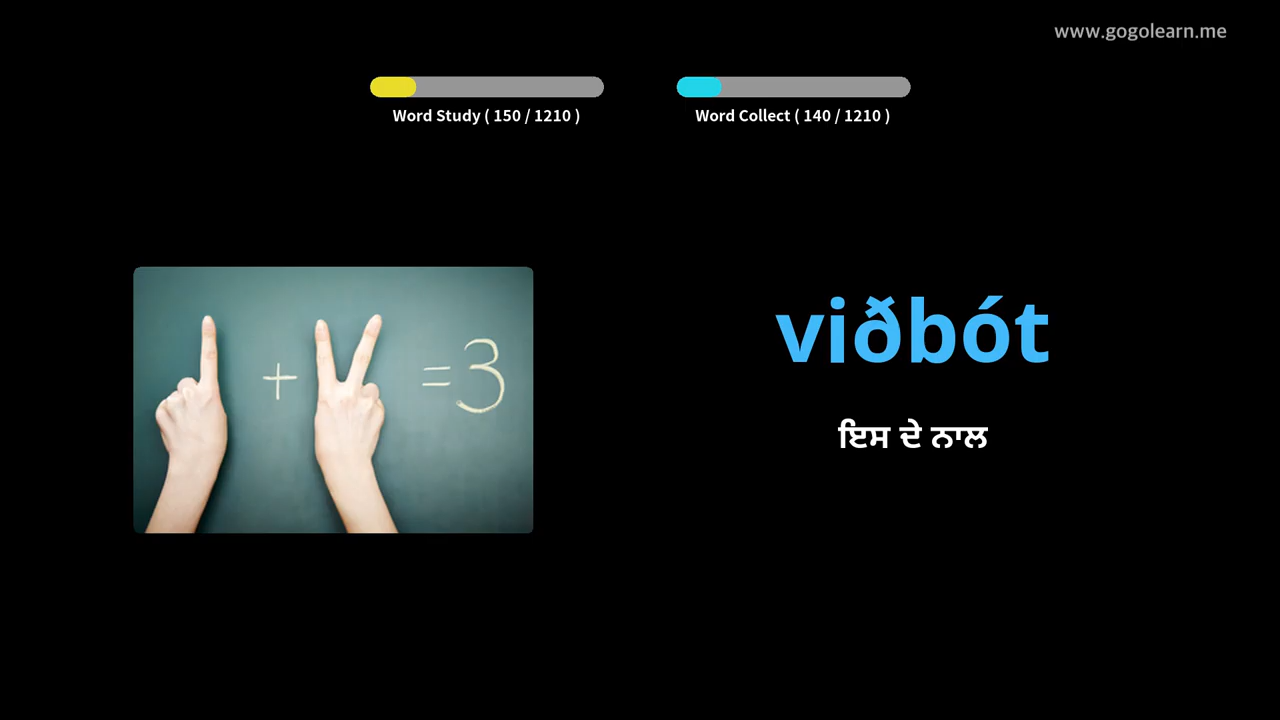 www.gogolearn.me
Word Study ( 150 / 1210 )
Word Collect ( 140 / 1210 )
+ = 3
viðbót
ਇਸ ਦੇ ਨਾਲ